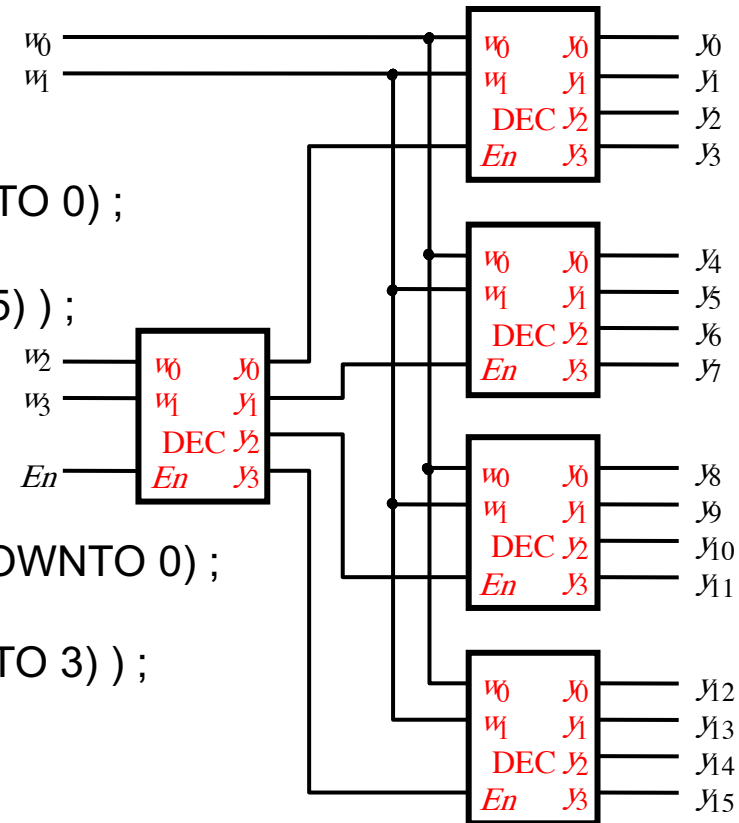 w0
w1
w0 y0
w1 y1
DEC y2
En y3
y0
y1
y2
y3
TO 0) ;
5) ) ;
w0 y0
w1 y1
DEC y2
En y3
y4
y5
y6
y7
w2
w3
En
w0 y0
w1 y1
DEC y2
En y3
w0 y0
w1 y1
DEC y2
En y3
y8
y9
y10
y11
OWNTO 0) ;
TO 3) ) ;
w0 y0
w1 y1
DEC y2
En y3
y12
y13
y14
y15